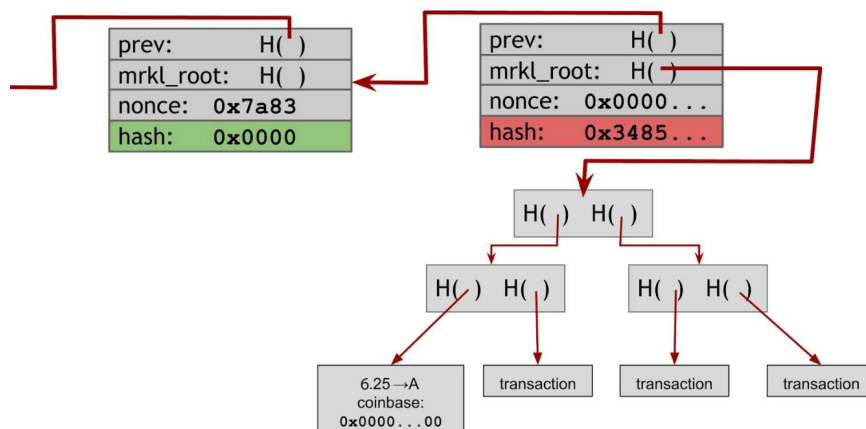 prev: H( )
mrkl_root: H( )
nonce: 0x7a83
hash: 0x0000
prev: H( )
mrkl_root: H( )
nonce: 0x0000...
hash: 0x3485...
H( ) H( )
H( ) H( )
H( ) H( )
6.25→A
coinbase:
0x0000...00
transaction
transaction
transaction